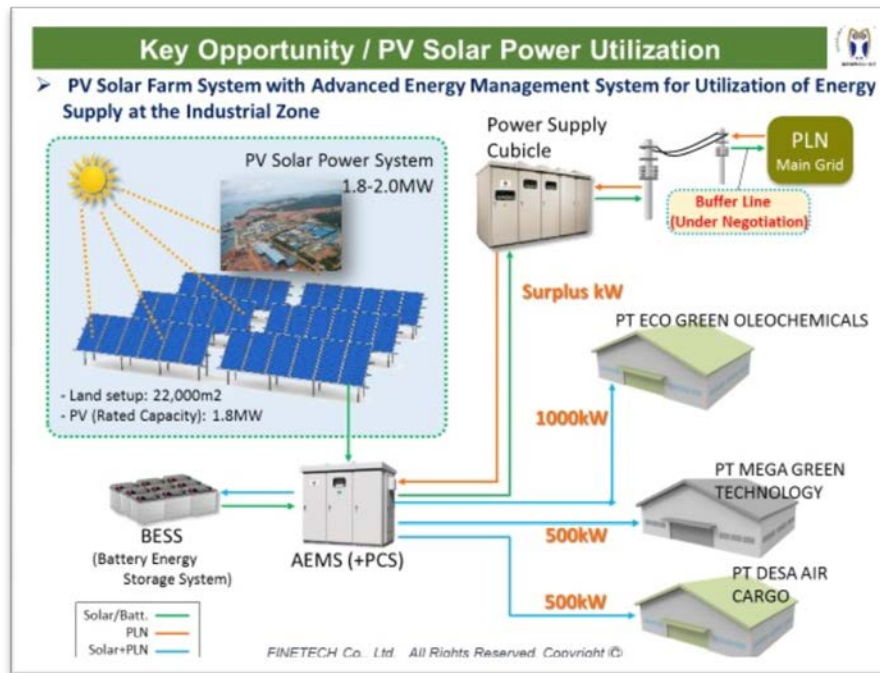 Key Opportunity / PV Solar Power Utilization
➤ PV Solar Farm System with Advanced Energy Management System for Utilization of Energy
Supply at the Industrial Zone
PV Solar Power System
1.8-2.0MW
- Land setup: 22,000m2
- PV (Rated Capacity): 1.8MW
Power Supply
Cubicle
PLN
Main Grid
Buffer Line
(Under Negotiation)
Surplus kW
PT ECO GREEN OLEOCHEMICALS
1000kW
PT MEGA GREEN
TECHNOLOGY
500kW
PT DESA AIR
CARGO
500kW
BESS
(Battery Energy
Storage System)
AEMS (+PCS)
Solar/Batt.
PLN
Solar+PLN
FINETECH Co., Ltd. All Rights Reserved. Copyright ©